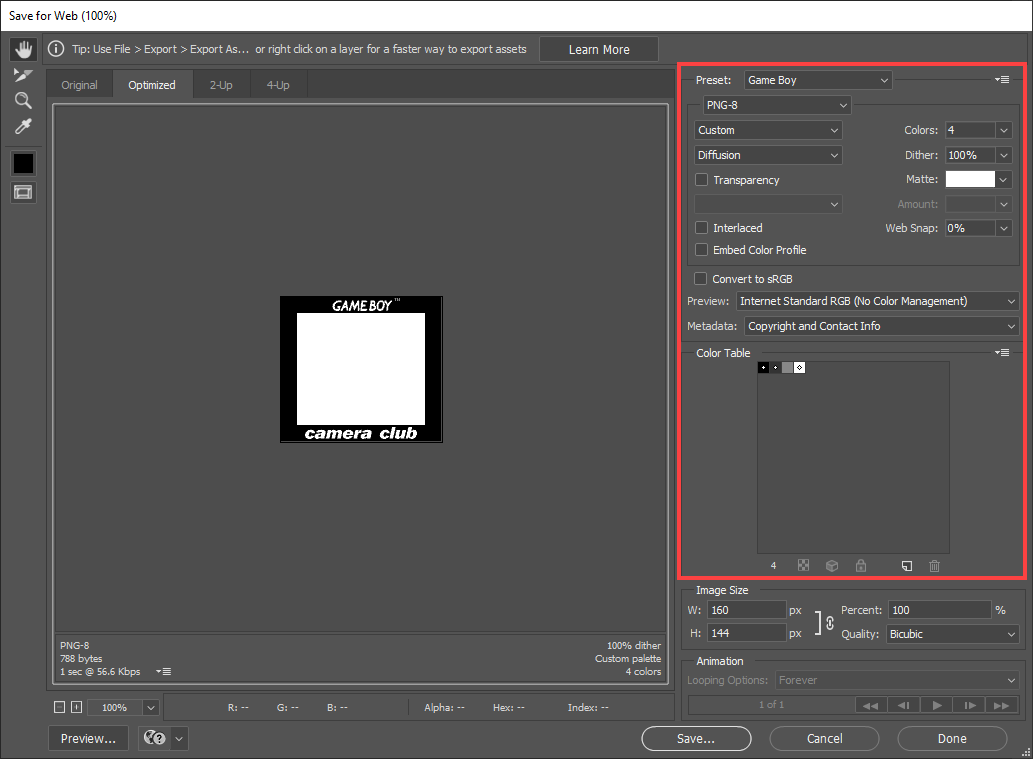 Save for Web (100%)
Tip: Use File > Export > Export As... or right click on a layer for a faster way to export assets
Learn More
Original
Optimized
2-Up
4-Up
GAME BOY™
camera club
PNG-8
788 bytes
1 sec @ 56.6 Kbps
100% dither
Custom palette
4 colors
100%
R: --
G: --
B: --
Alpha: --
Hex: --
Index: --
Preview...
Preset: Game Boy
PNG-8
Custom
Colors: 4
Diffusion
Dither: 100%
Transparency
Matte:
Amount:
Interlaced
Web Snap: 0%
Embed Color Profile
Convert to sRGB
Preview: Internet Standard RGB (No Color Management)
Metadata: Copyright and Contact Info
Color Table
4
Image Size
W: 160 px
Percent: 100 %
H: 144 px
Quality: Bicubic
Animation
Looping Options: Forever
1 of 1
Save...
Cancel
Done